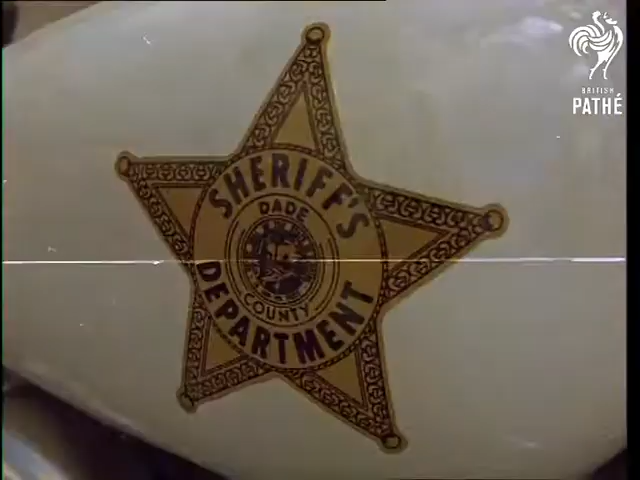 BRITISH
PATHÉ
SHERIFF'S
DADE
COUNTY
DEPARTMENT